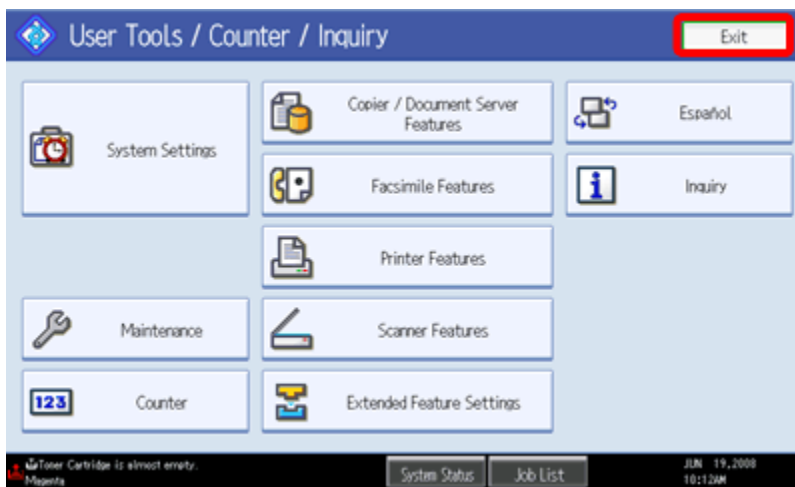 User Tools / Counter / Inquiry
Exit
System Settings
Copier / Document Server
Features
Español
Facsimile Features
Inquiry
Printer Features
Maintenance
Scanner Features
123
Counter
Extended Feature Settings
Toner Cartridge is almost empty.
Magenta
System Status
Job List
JUN 19,2008
10:12AM